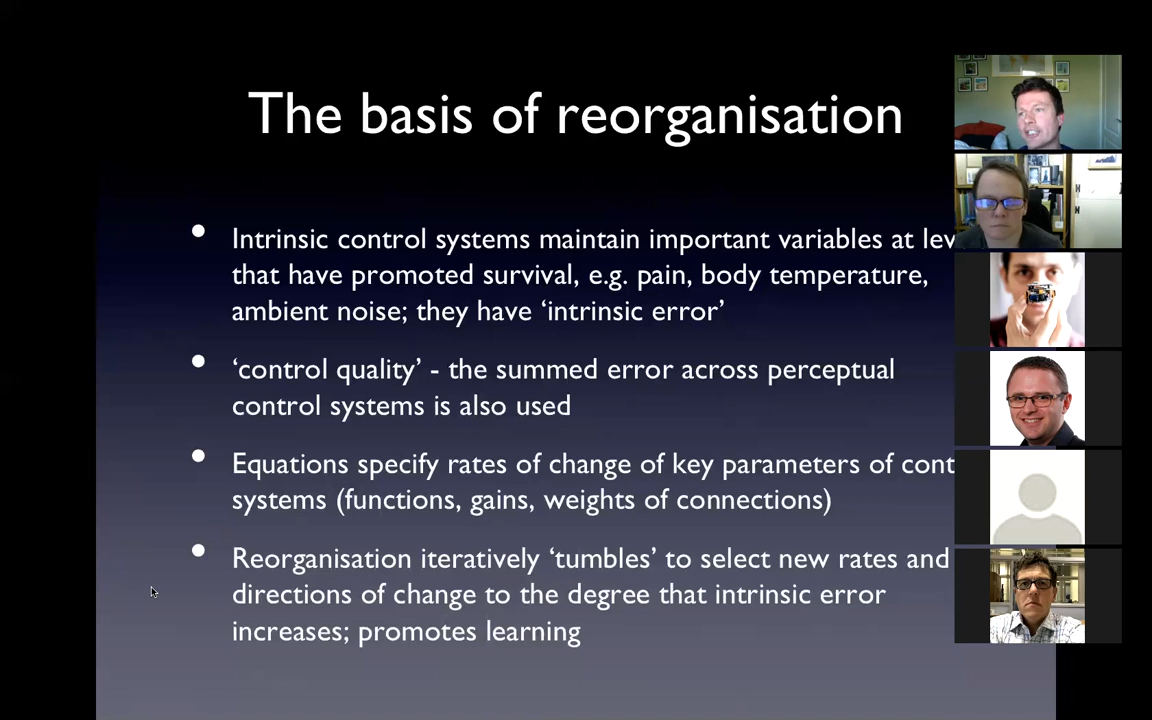 The basis of reorganisation
• Intrinsic control systems maintain important variables at
that have promoted survival, e.g. pain, body temperature,
ambient noise; they have ‘intrinsic error’
• ‘control quality’ - the summed error across perceptual
control systems is also used
• Equations specify rates of change of key parameters of
systems (functions, gains, weights of connections)
• Reorganisation iteratively ‘tumbles’ to select new rates and
directions of change to the degree that intrinsic error
increases; promotes learning